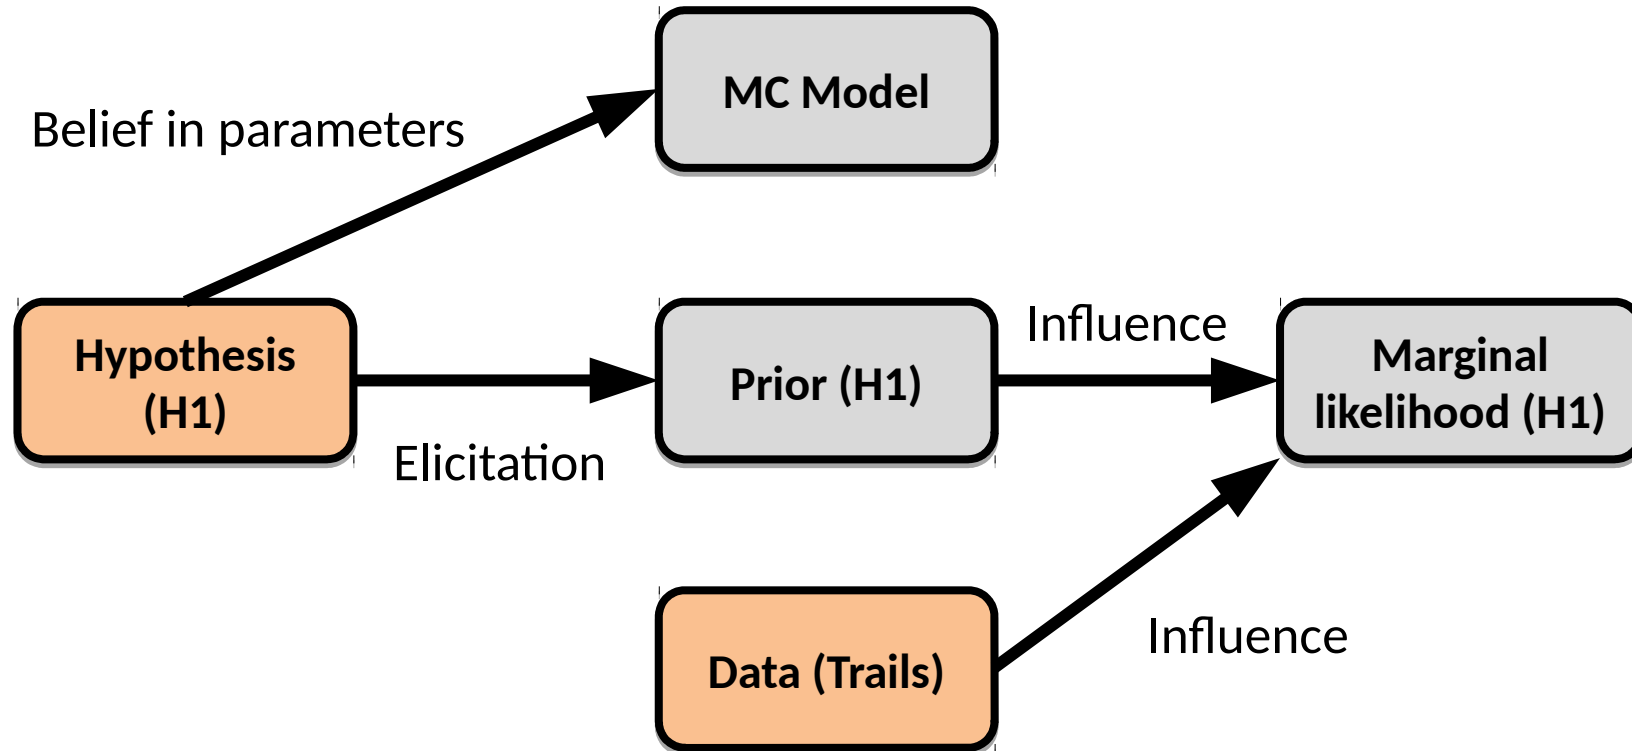 MC Model
Belief in parameters
Hypothesis
(H1)
Elicitation
Prior (H1)
Influence
Marginal
likelihood (H1)
Data (Trails)
Influence